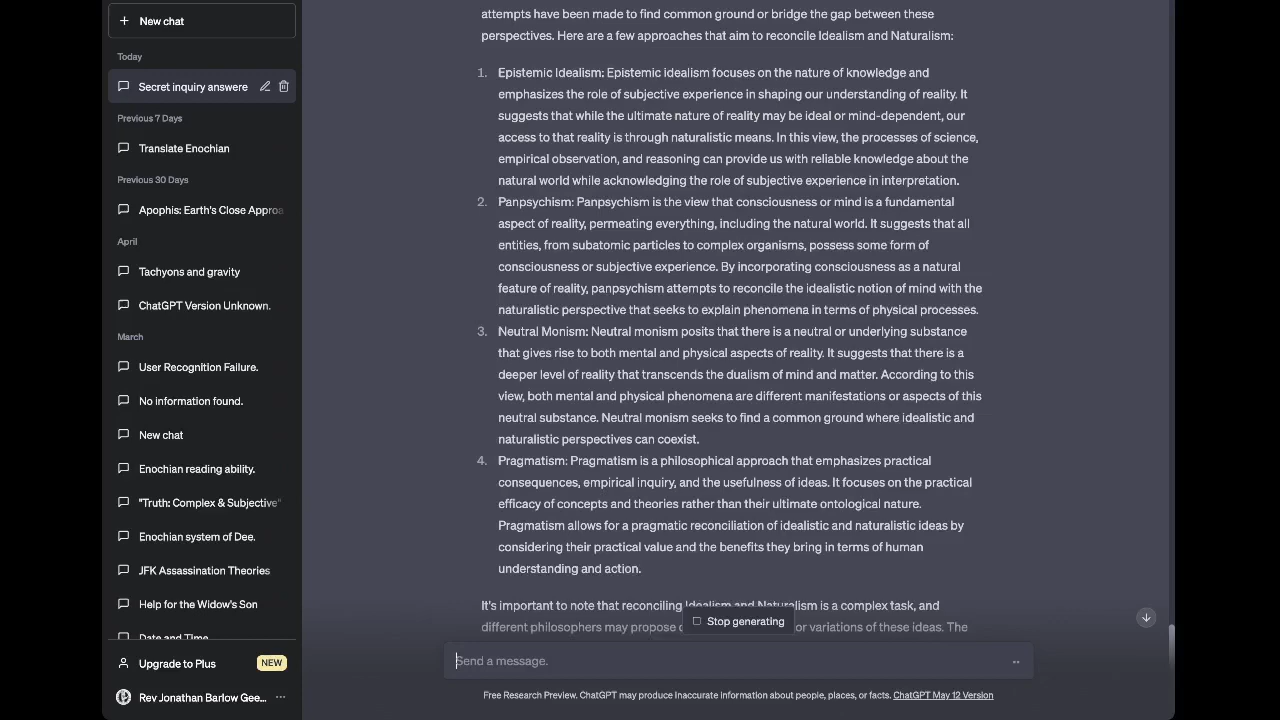 New chat
Today
Secret inquiry answere
Previous 7 Days
Translate Enochian
Previous 30 Days
Apophis: Earth's Close Approa
April
Tachyons and gravity
ChatGPT Version Unknown.
March
User Recognition Failure.
No information found.
New chat
Enochian reading ability.
"Truth: Complex & Subjective"
Enochian system of Dee.
JFK Assassination Theories
Help for the Widow's Son
Date and Time
Upgrade to Plus NEW
Rev Jonathan Barlow Gee...
attempts have been made to find common ground or bridge the gap between these
perspectives. Here are a few approaches that aim to reconcile Idealism and Naturalism:
1. Epistemic Idealism: Epistemic idealism focuses on the nature of knowledge and
emphasizes the role of subjective experience in shaping our understanding of reality. It
suggests that while the ultimate nature of reality may be ideal or mind-dependent, our
access to that reality is through naturalistic means. In this view, the processes of science,
empirical observation, and reasoning can provide us with reliable knowledge about the
natural world while acknowledging the role of subjective experience in interpretation.
2. Panpsychism: Panpsychism is the view that consciousness or mind is a fundamental
aspect of reality, permeating everything, including the natural world. It suggests that all
entities, from subatomic particles to complex organisms, possess some form of
consciousness or subjective experience. By incorporating consciousness as a natural
feature of reality, panpsychism attempts to reconcile the idealistic notion of mind with the
naturalistic perspective that seeks to explain phenomena in terms of physical processes.
3. Neutral Monism: Neutral monism posits that there is a neutral or underlying substance
that gives rise to both mental and physical aspects of reality. It suggests that there is a
deeper level of reality that transcends the dualism of mind and matter. According to this
view, both mental and physical phenomena are different manifestations or aspects of this
neutral substance. Neutral monism seeks to find a common ground where idealistic and
naturalistic perspectives can coexist.
4. Pragmatism: Pragmatism is a philosophical approach that emphasizes practical
consequences, empirical inquiry, and the usefulness of ideas. It focuses on the practical
efficacy of concepts and theories rather than their ultimate ontological nature.
Pragmatism allows for a pragmatic reconciliation of idealistic and naturalistic ideas by
considering their practical value and the benefits they bring in terms of human
understanding and action.
It's important to note that reconciling Idealism and Naturalism is a complex task, and
different philosophers may propose or variations of these ideas. The
Stop generating
Send a message.
Free Research Preview. ChatGPT may produce inaccurate information about people, places, or facts. ChatGPT May 12 Version